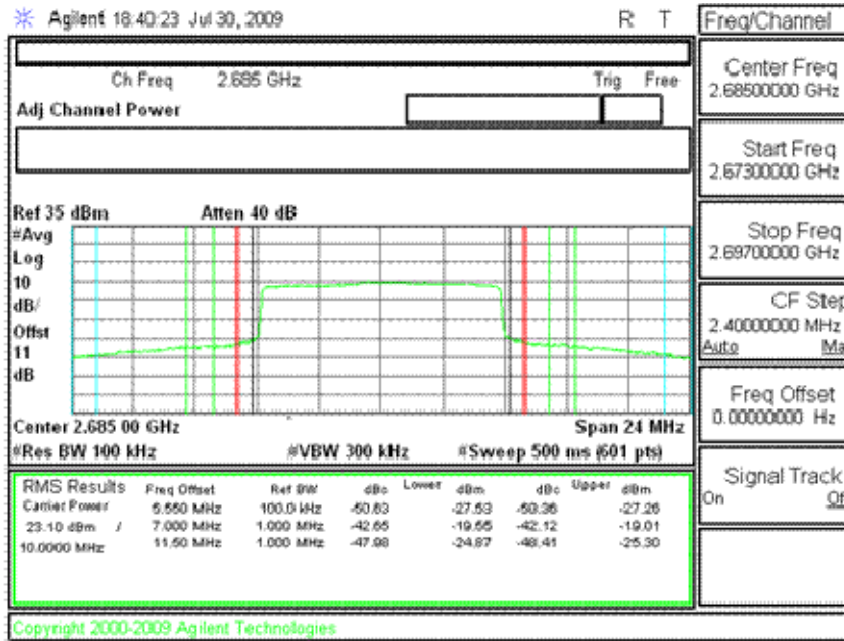 Agilent 18:40:23 Jul 30, 2009 R T
Freq/Channel
Ch Freq 2.685 GHz Trig Free
Adj Channel Power
Center Freq
2.68500000 GHz
Start Freq
2.67300000 GHz
Stop Freq
2.69700000 GHz
CF Step
2.40000000 MHz
Auto Ma
Freq Offset
0.00000000 Hz
Signal Track
On Of
Ref 35 dBm Atten 40 dB
#Avg
Log
10
dB/
Offst
11
dB
Center 2.685 00 GHz Span 24 MHz
#Res BW 100 kHz #VBW 300 kHz #Sweep 500 ms (601 pts)
RMS Results Freq Offset Ref BW dBc Lower dBm dBc Upper dBm
Carrier Power 5.550 MHz 100.0 kHz -50.63 -27.53 -50.36 -27.26
23.10 dBm / 7.000 MHz 1.000 MHz -42.65 -19.55 -42.12 -19.01
10.0000 MHz 11.50 MHz 1.000 MHz -47.98 -24.87 -48.41 -25.30
Copyright 2000-2009 Agilent Technologies